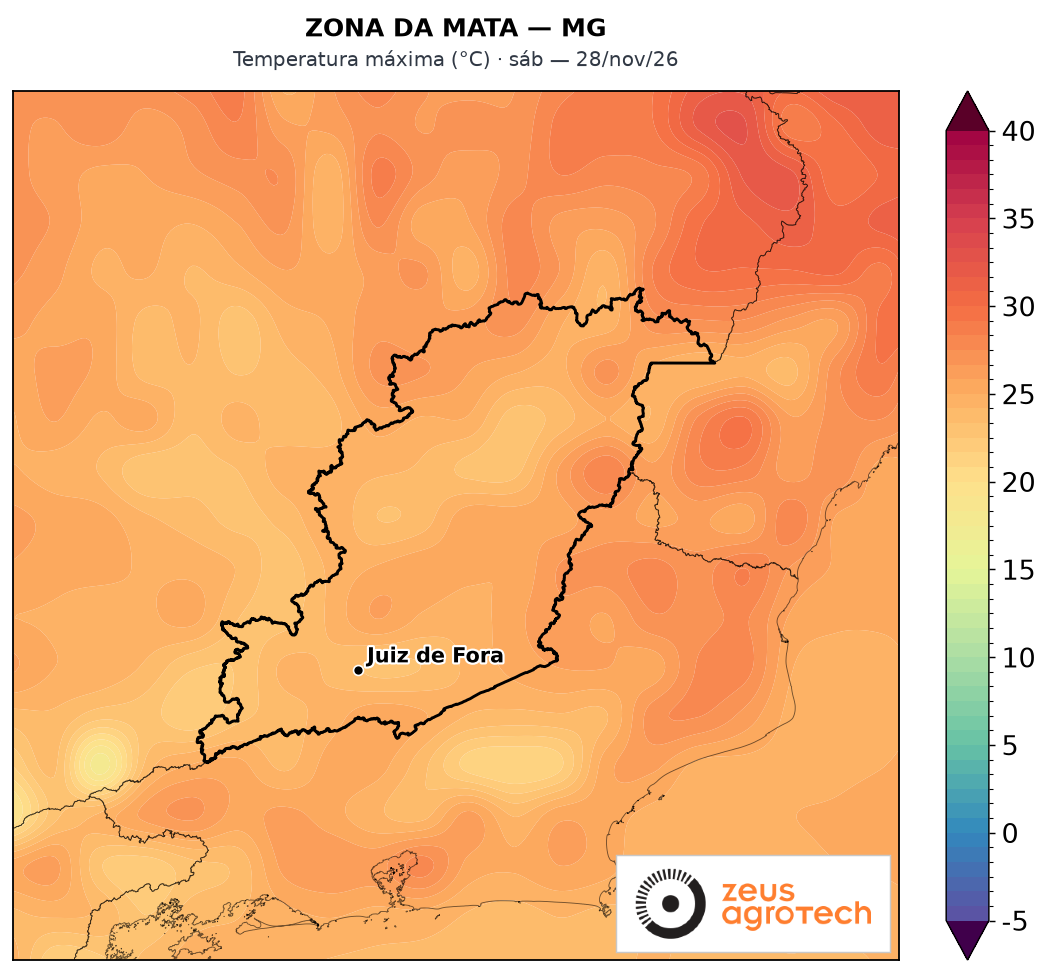 ZONA DA MATA — MG
Temperatura máxima (°C) · sáb — 28/nov/26
40
35
30
25
20
15
10
5
0
-5
Juiz de Fora
zeus
agrotech